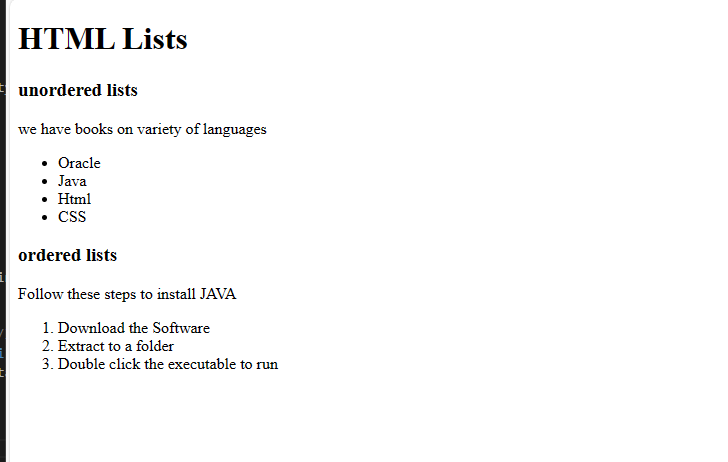 HTML Lists
unordered lists
we have books on variety of languages
• Oracle
• Java
• Html
• CSS
ordered lists
Follow these steps to install JAVA
1. Download the Software
2. Extract to a folder
3. Double click the executable to run